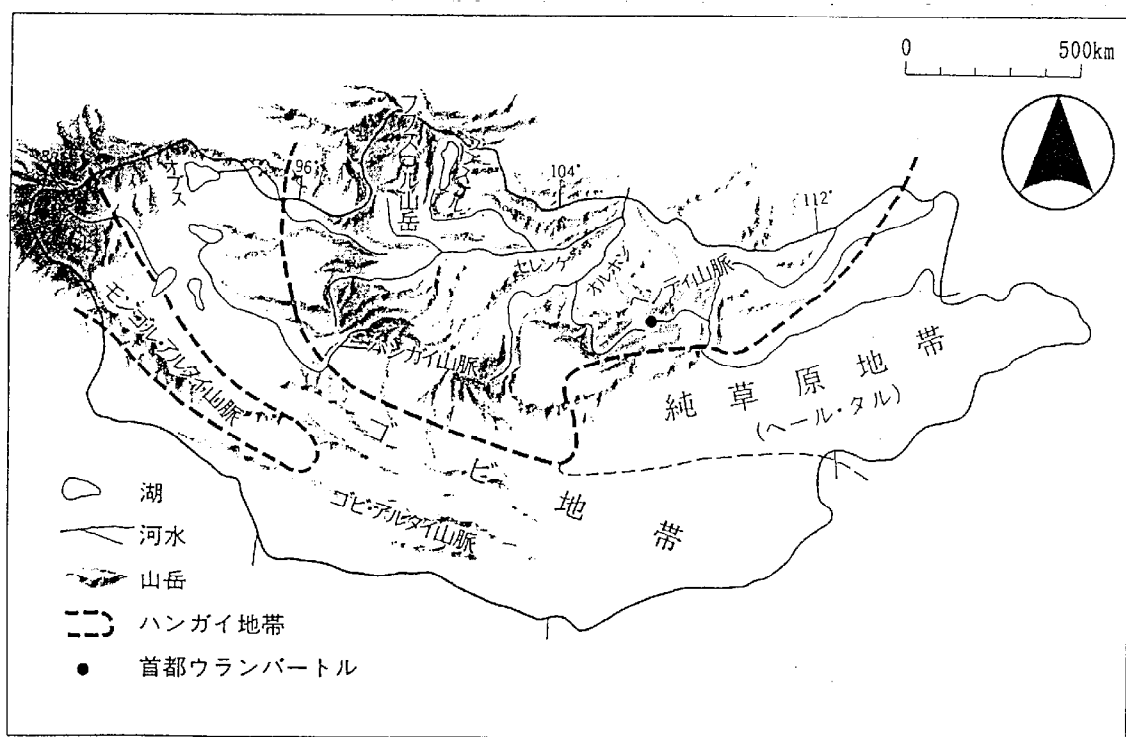 0 500km
96°
104°
112°
オブス
フブスグル山岳
セレンゲ
オルホン
テイ山脈
モンゴル・アルタイ山脈
ハンガイ山脈
純草原地帯
(ヘール・タル)
ゴビ地帯
ゴビ・アルタイ山脈
湖
河水
山岳
ハンガイ地帯
首都ウランバートル